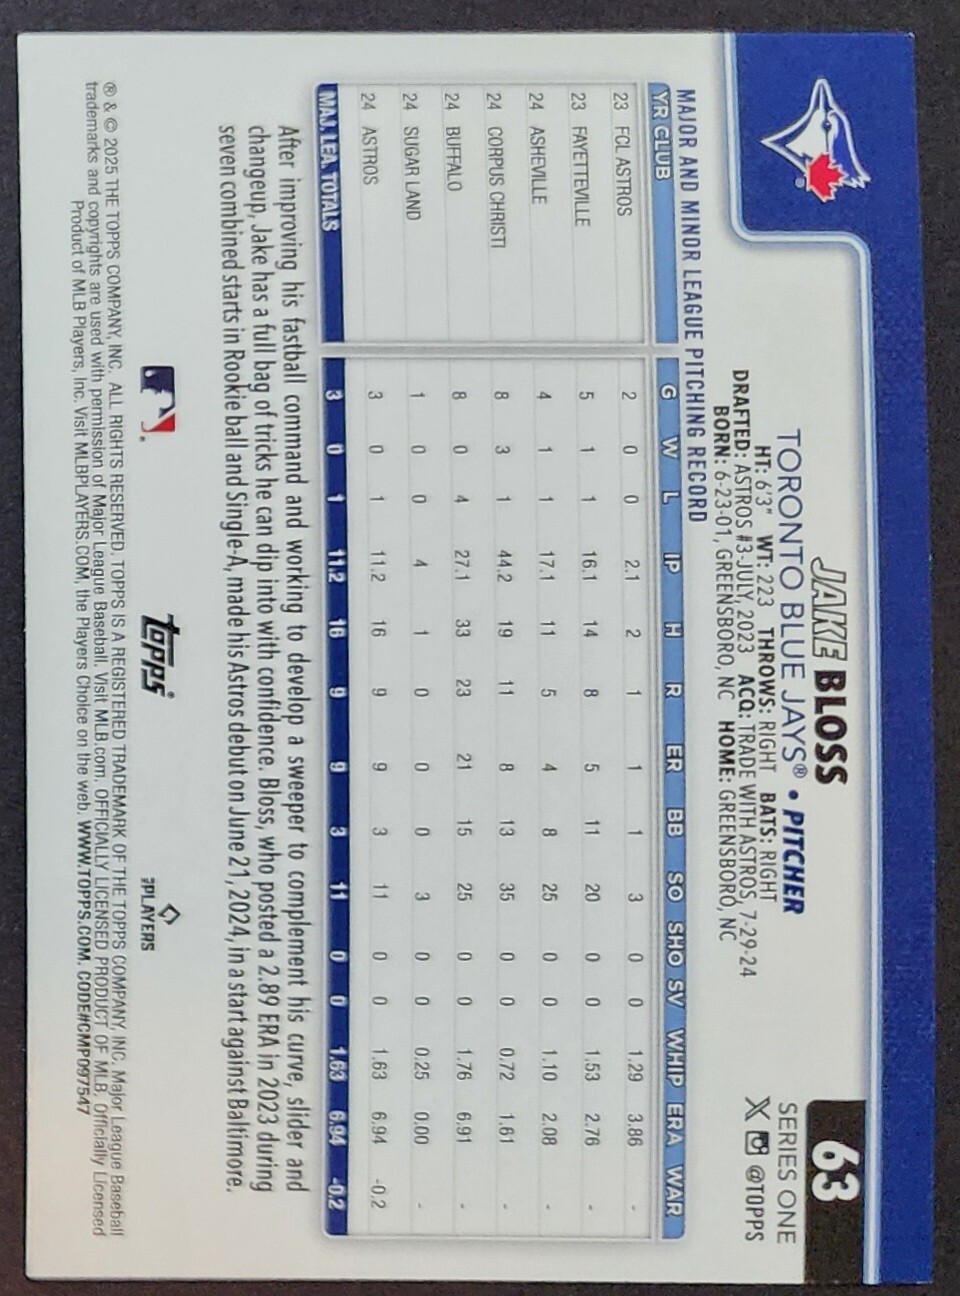 63
JAKE BLOSS
SERIES ONE
TORONTO BLUE JAYS® • PITCHER
X @TOPPS
HT: 6'3" WT: 223 THROWS: RIGHT BATS: RIGHT
DRAFTED: ASTROS #3-JULY, 2023 ACQ: TRADE WITH ASTROS, 7-29-24
BORN: 6-23-01, GREENSBORO, NC HOME: GREENSBORO, NC
MAJOR AND MINOR LEAGUE PITCHING RECORD
YR CLUB G W L IP H R ER BB SO SHO SV WHIP ERA WAR
23 FCL ASTROS 2 0 0 2.1 2 1 1 1 3 0 0 1.29 3.86 -
23 FAYETTEVILLE 5 1 1 16.1 14 8 5 11 20 0 0 1.53 2.76 -
24 ASHEVILLE 4 1 1 17.1 11 5 4 8 25 0 0 1.10 2.08 -
24 CORPUS CHRISTI 8 3 1 44.2 19 11 8 13 35 0 0 0.72 1.61 -
24 BUFFALO 8 0 4 27.1 33 23 21 15 25 0 0 1.76 6.91 -
24 SUGAR LAND 1 0 0 4 1 0 0 0 3 0 0 0.25 0.00 -
24 ASTROS 3 0 1 11.2 16 9 9 3 11 0 0 1.63 6.94 -0.2
MAJ. LEA. TOTALS 3 0 1 11.2 16 9 9 3 11 0 0 1.63 6.94 -0.2
After improving his fastball command and working to develop a sweeper to complement his curve, slider and
changeup, Jake has a full bag of tricks he can dip into with confidence. Bloss, who posted a 2.89 ERA in 2023 during
seven combined starts in Rookie ball and Single-A, made his Astros debut on June 21, 2024, in a start against Baltimore.
topps®
PLAYERS
® & © 2025 THE TOPPS COMPANY, INC. ALL RIGHTS RESERVED. TOPPS IS A REGISTERED TRADEMARK OF THE TOPPS COMPANY, INC. Major League Baseball
trademarks and copyrights are used with permission of Major League Baseball. Visit MLB.com. OFFICIALLY LICENSED PRODUCT OF MLB. Officially Licensed
Product of MLB Players, Inc. Visit MLBPLAYERS.COM, the Players Choice on the web. WWW.TOPPS.COM. CODE#CMP097547